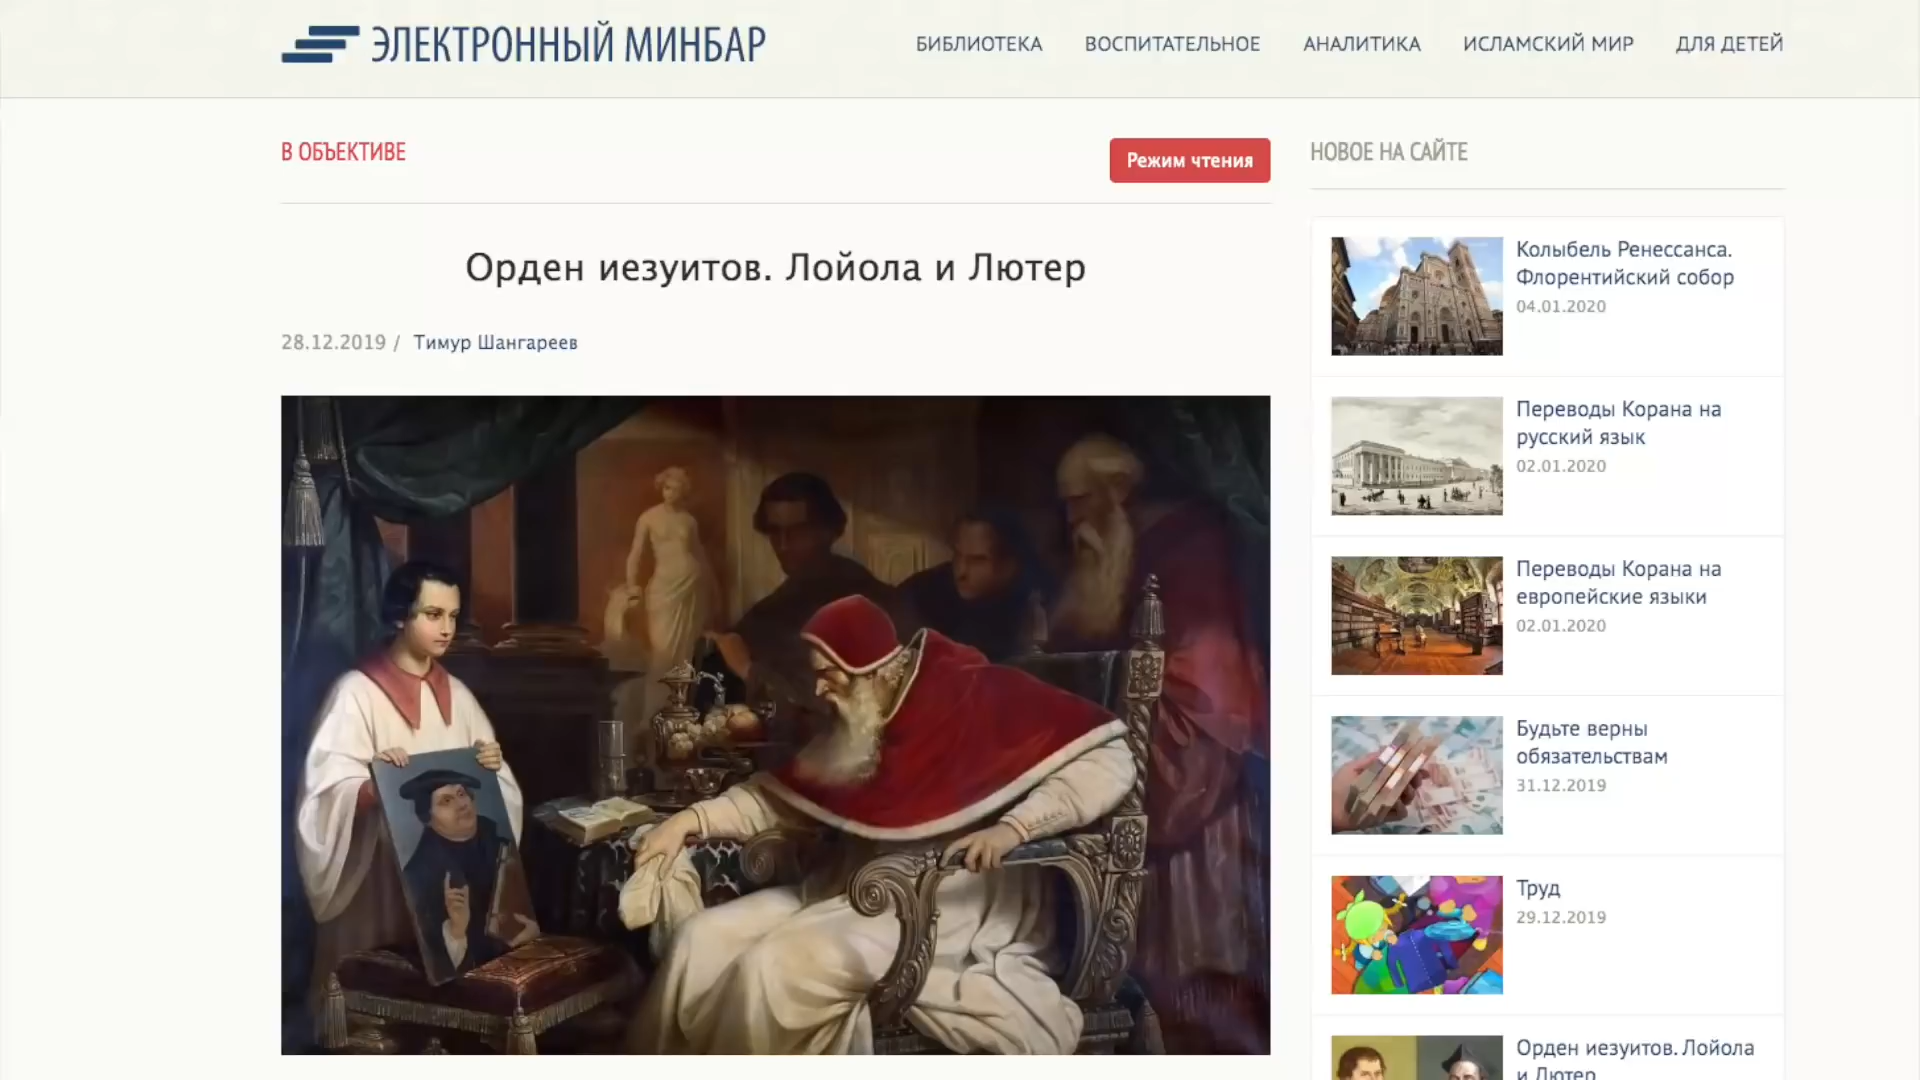 ЭЛЕКТРОННЫЙ МИНБАР
БИБЛИОТЕКА
ВОСПИТАТЕЛЬНОЕ
АНАЛИТИКА
ИСЛАМСКИЙ МИР
ДЛЯ ДЕТЕЙ
В ОБЪЕКТИВЕ
Режим чтения
Орден иезуитов. Лойола и Лютер
28.12.2019 / Тимур Шангареев
НОВОЕ НА САЙТЕ
Колыбель Ренессанса.
Флорентийский собор
04.01.2020
Переводы Корана на
русский язык
02.01.2020
Переводы Корана на
европейские языки
02.01.2020
Будьте верны
обязательствам
31.12.2019
Труд
29.12.2019
Орден иезуитов. Лойола
и Лютер